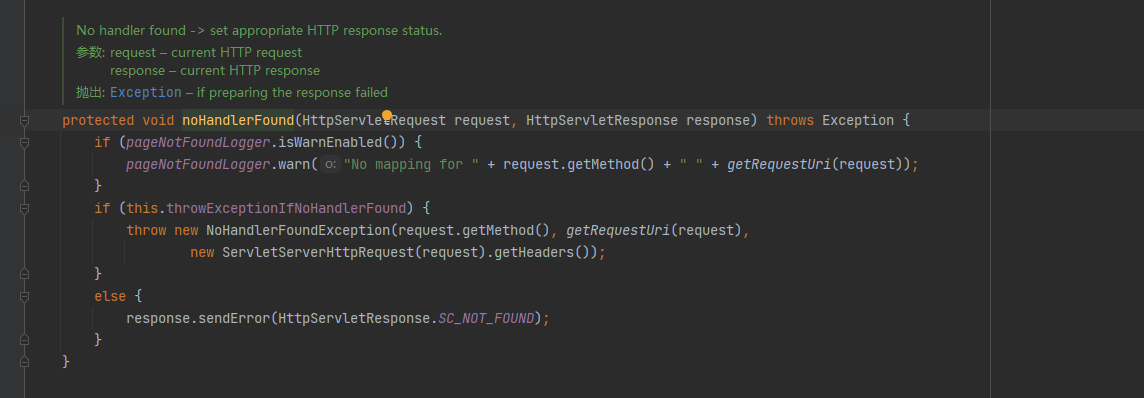 No handler found -> set appropriate HTTP response status.
参数: request – current HTTP request
response – current HTTP response
抛出: Exception – if preparing the response failed
protected void noHandlerFound(HttpServletRequest request, HttpServletResponse response) throws Exception {
if (pageNotFoundLogger.isWarnEnabled()) {
pageNotFoundLogger.warn( o: "No mapping for " + request.getMethod() + " " + getRequestUri(request));
}
if (this.throwExceptionIfNoHandlerFound) {
throw new NoHandlerFoundException(request.getMethod(), getRequestUri(request),
new ServletServerHttpRequest(request).getHeaders());
}
else {
response.sendError(HttpServletResponse.SC_NOT_FOUND);
}
}